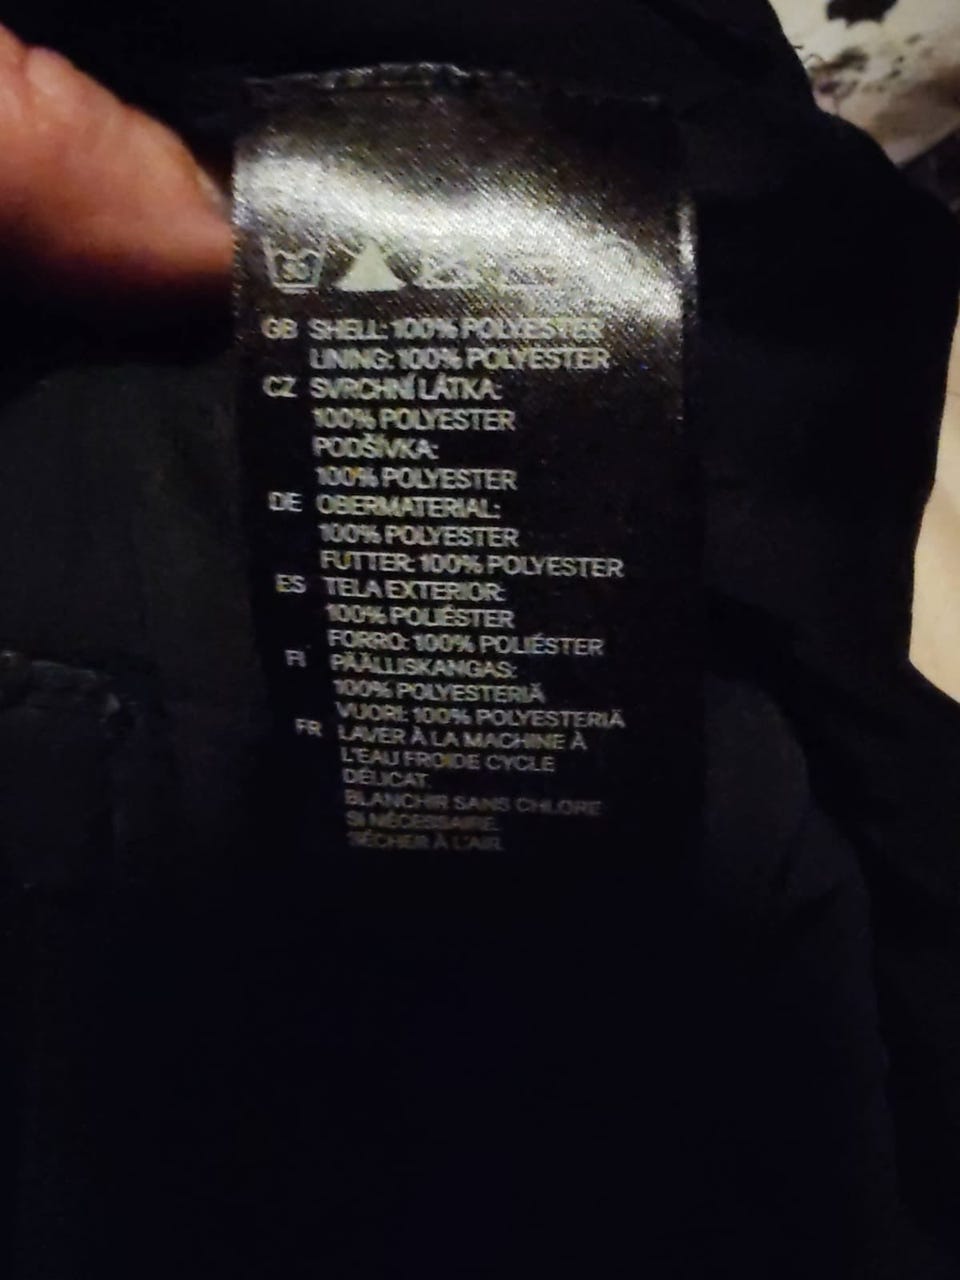 30
GB SHELL: 100% POLYESTER
LINING: 100% POLYESTER
CZ SVRCHNÍ LÁTKA:
100% POLYESTER
PODŠÍVKA:
100% POLYESTER
DE OBERMATERIAL:
100% POLYESTER
FUTTER: 100% POLYESTER
ES TELA EXTERIOR:
100% POLIÉSTER
FORRO: 100% POLIÉSTER
FI PÄÄLLISKANGAS:
100% POLYESTERIÄ
VUORI: 100% POLYESTERIÄ
FR LAVER À LA MACHINE À
L'EAU FROIDE CYCLE
DÉLICAT.
BLANCHIR SANS CHLORE
SI NÉCESSAIRE.
SÉCHER À L'AIR.